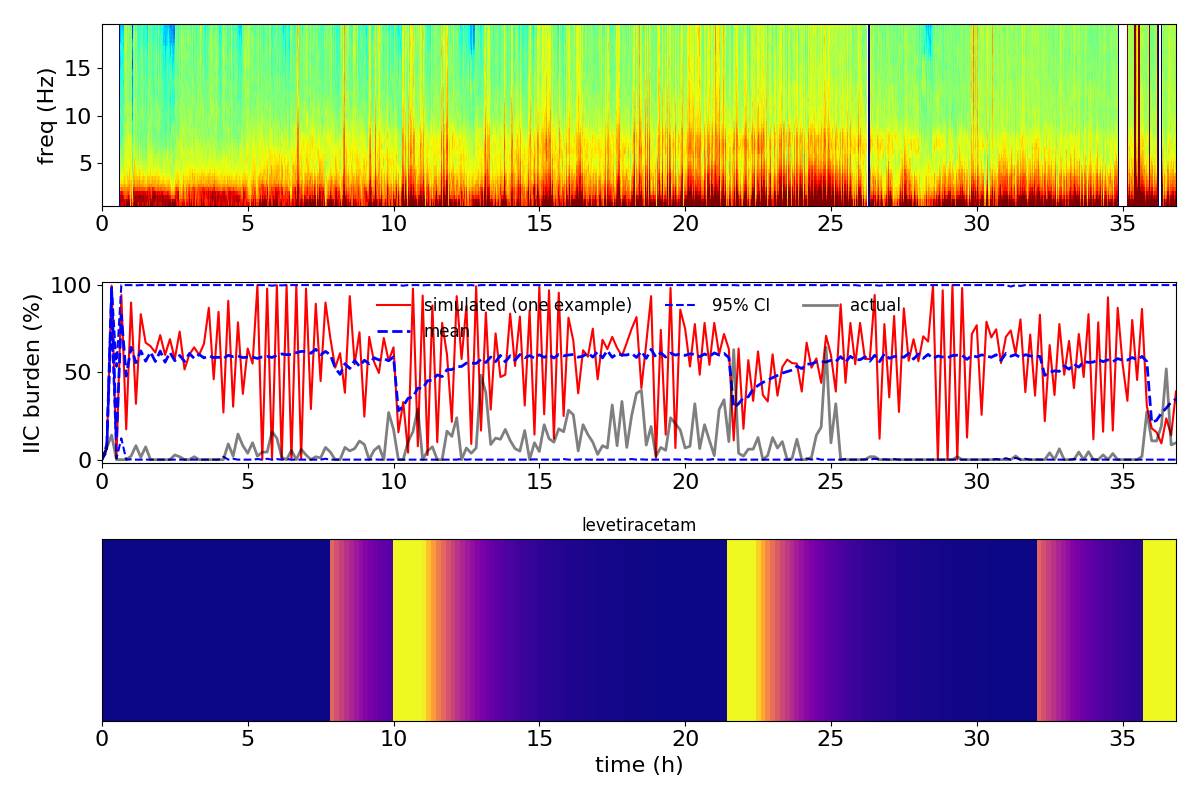 freq (Hz)
15
10
5
0 5 10 15 20 25 30 35
IIC burden (%)
100
50
0
simulated (one example) 95% CI actual
mean
0 5 10 15 20 25 30 35
levetiracetam
0 5 10 15 20 25 30 35
time (h)